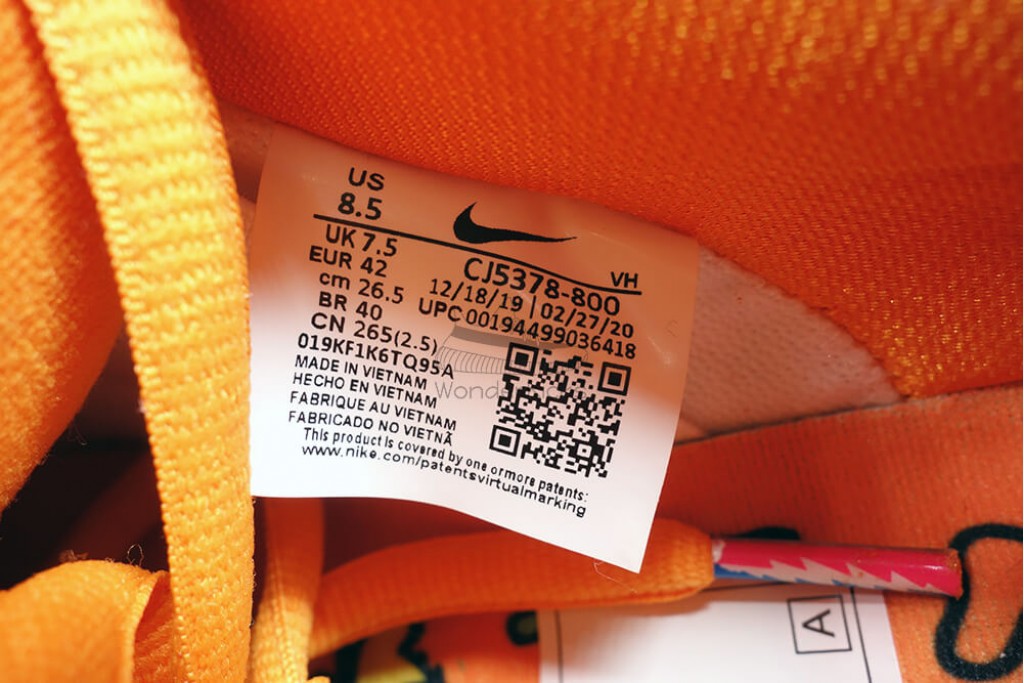 US
8.5
UK 7.5
EUR 42
cm 26.5
BR 40
CN 265(2.5)
VH
CJ5378-800
12/18/19 | 02/27/20
UPC 00194499036418
019KF1K6TQ95A
MADE IN VIETNAM
HECHO EN VIETNAM
FABRIQUE AU VIETNAM
FABRICADO NO VIETNÃ
This product is covered by one ormore patents:
www.nike.com/patentsvirtualmarking
A